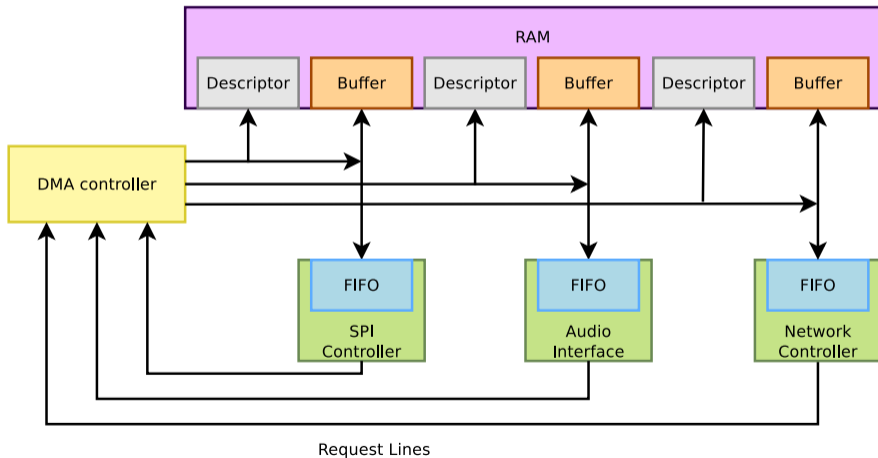 RAM
Descriptor
Buffer
Descriptor
Buffer
Descriptor
Buffer
DMA controller
FIFO
FIFO
FIFO
SPI
Controller
Audio
Interface
Network
Controller
Request Lines